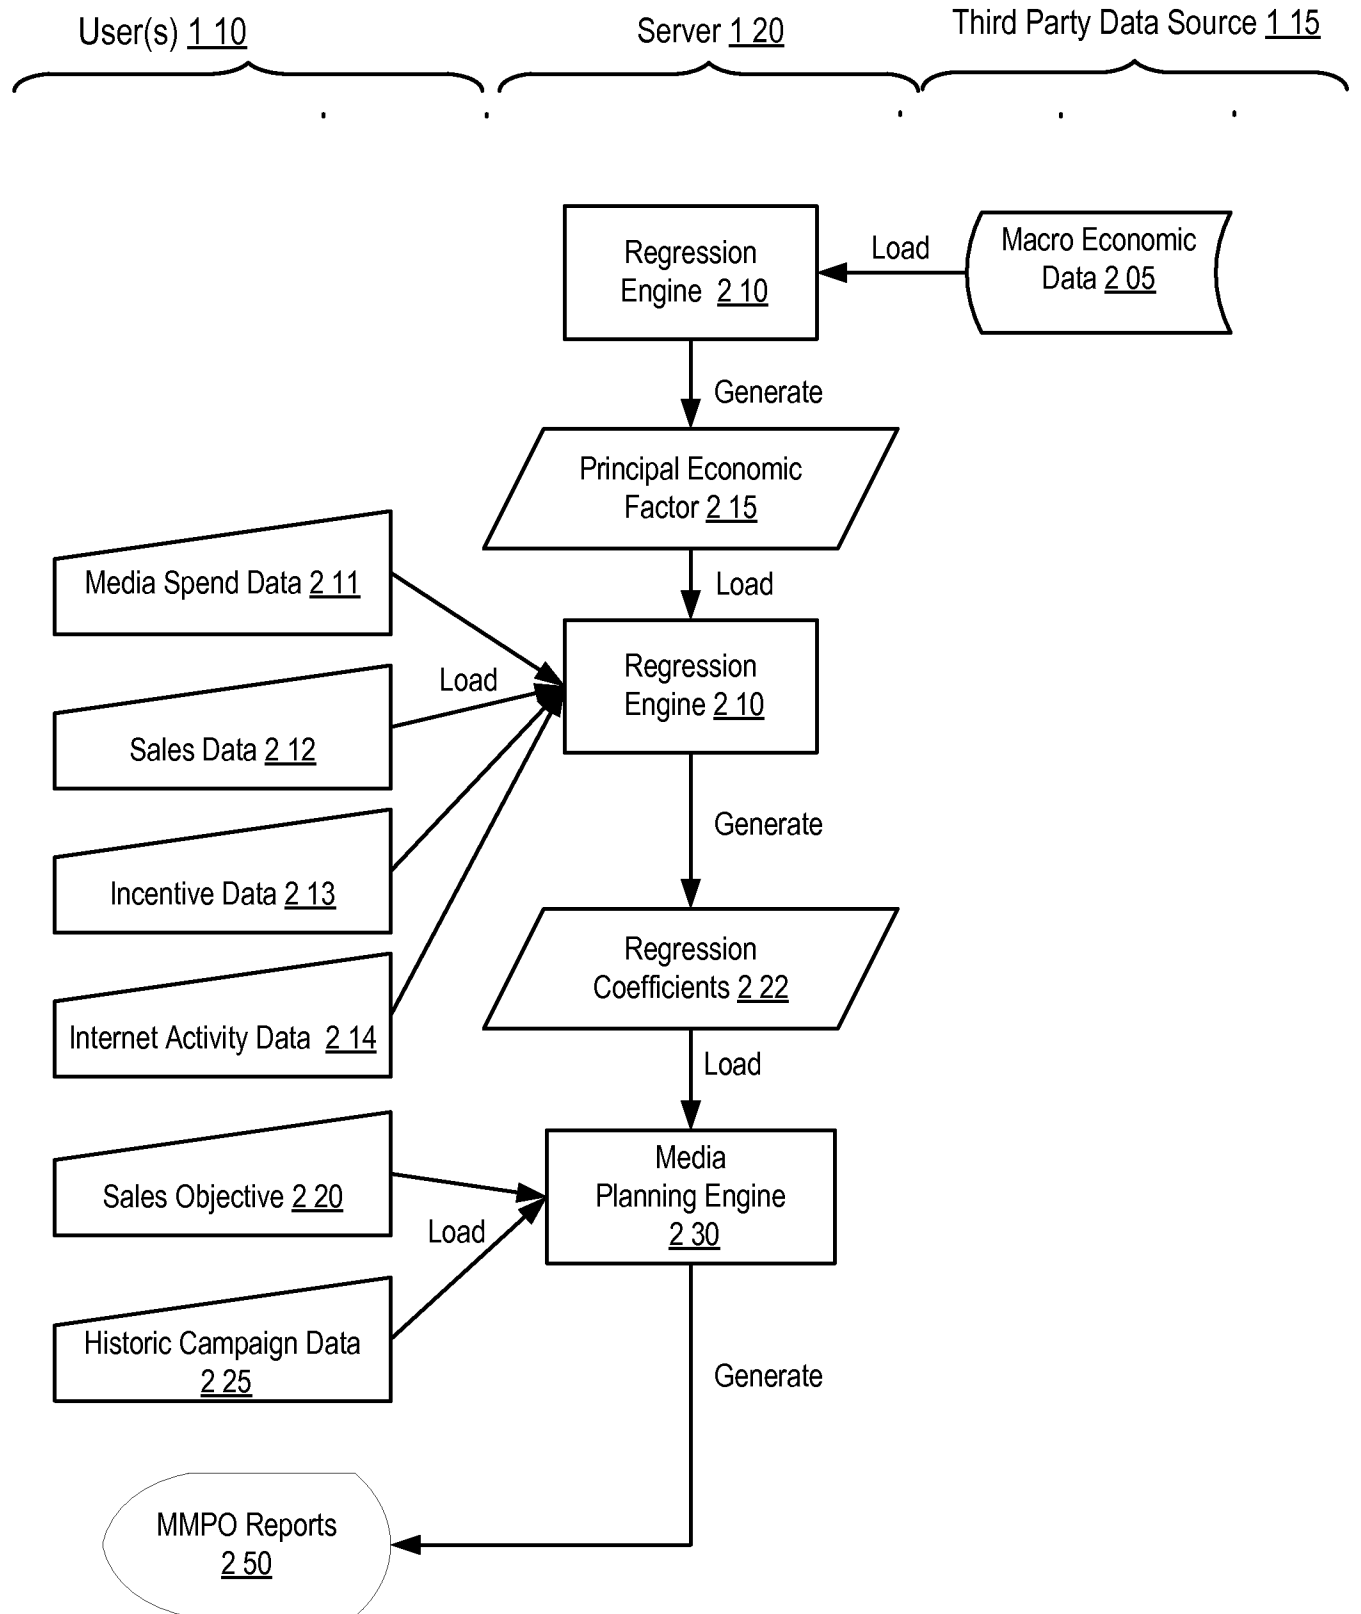 User(s) 1 10
Server 1 20
Third Party Data Source 1 15
Regression
Engine 2 10
Load
Macro Economic
Data 2 05
Generate
Principal Economic
Factor 2 15
Media Spend Data 2 11
Load
Regression
Engine 2 10
Load
Sales Data 2 12
Generate
Incentive Data 2 13
Regression
Coefficients 2 22
Internet Activity Data 2 14
Load
Media
Planning Engine
2 30
Sales Objective 2 20
Load
Historic Campaign Data
2 25
Generate
MMPO Reports
2 50